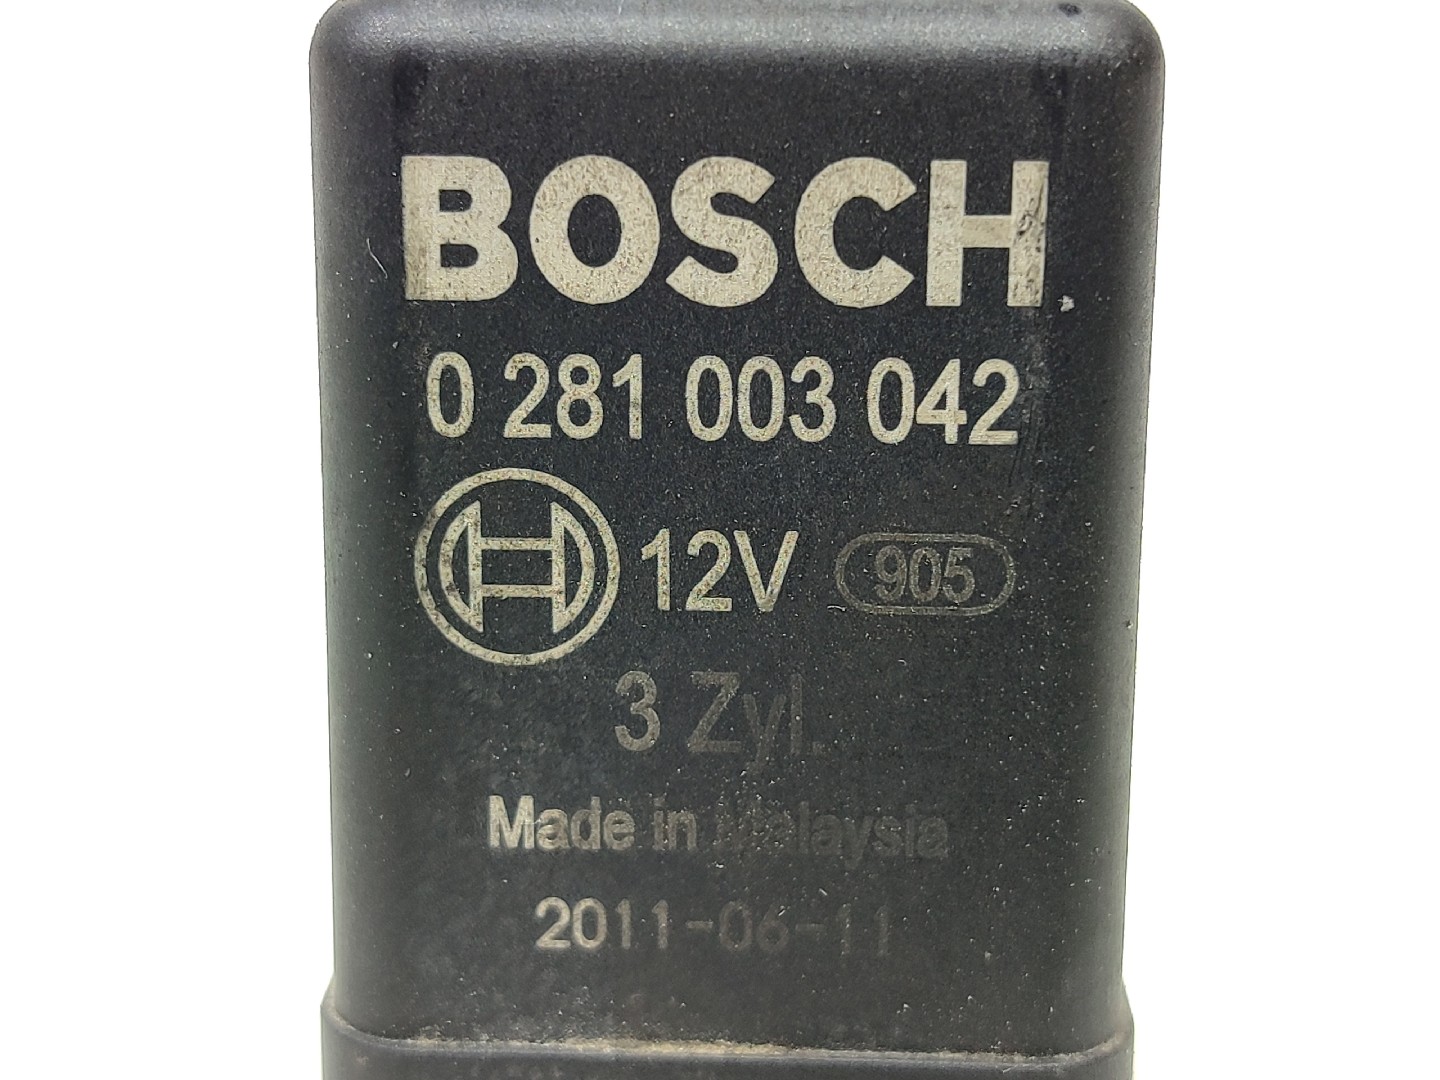 BOSCH
0 281 003 042
12V 905
3 Zyl.
Made in Malaysia
2011-06-11